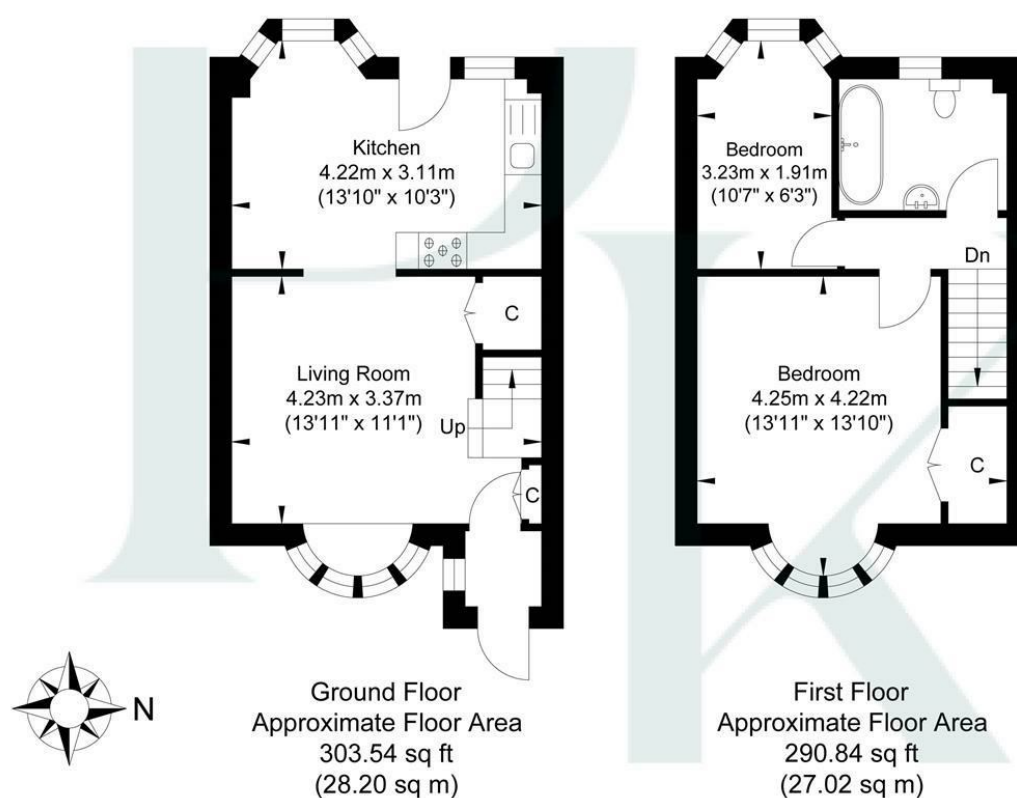 Kitchen
4.22m x 3.11m
(13'10" x 10'3")
C
Living Room
4.23m x 3.37m
(13'11" x 11'1")
Up
C
Bedroom
3.23m x 1.91m
(10'7" x 6'3")
Dn
Bedroom
4.25m x 4.22m
(13'11" x 13'10")
C
N
Ground Floor
Approximate Floor Area
303.54 sq ft
(28.20 sq m)
First Floor
Approximate Floor Area
290.84 sq ft
(27.02 sq m)